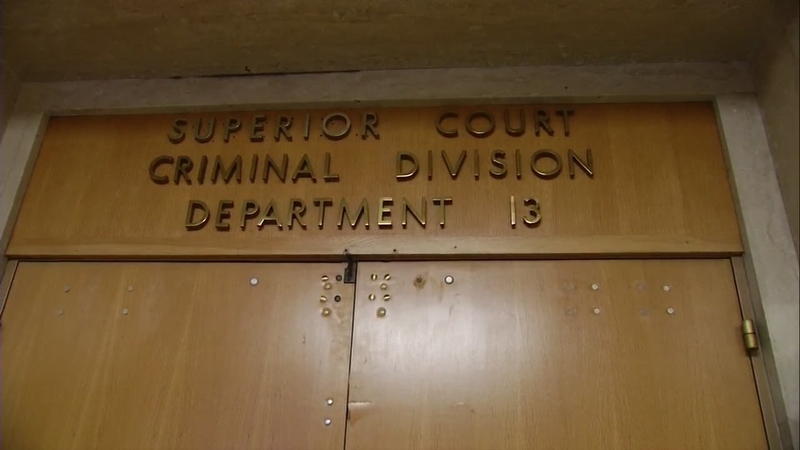 SUPERIOR COURT
CRIMINAL DIVISION
DEPARTMENT 13